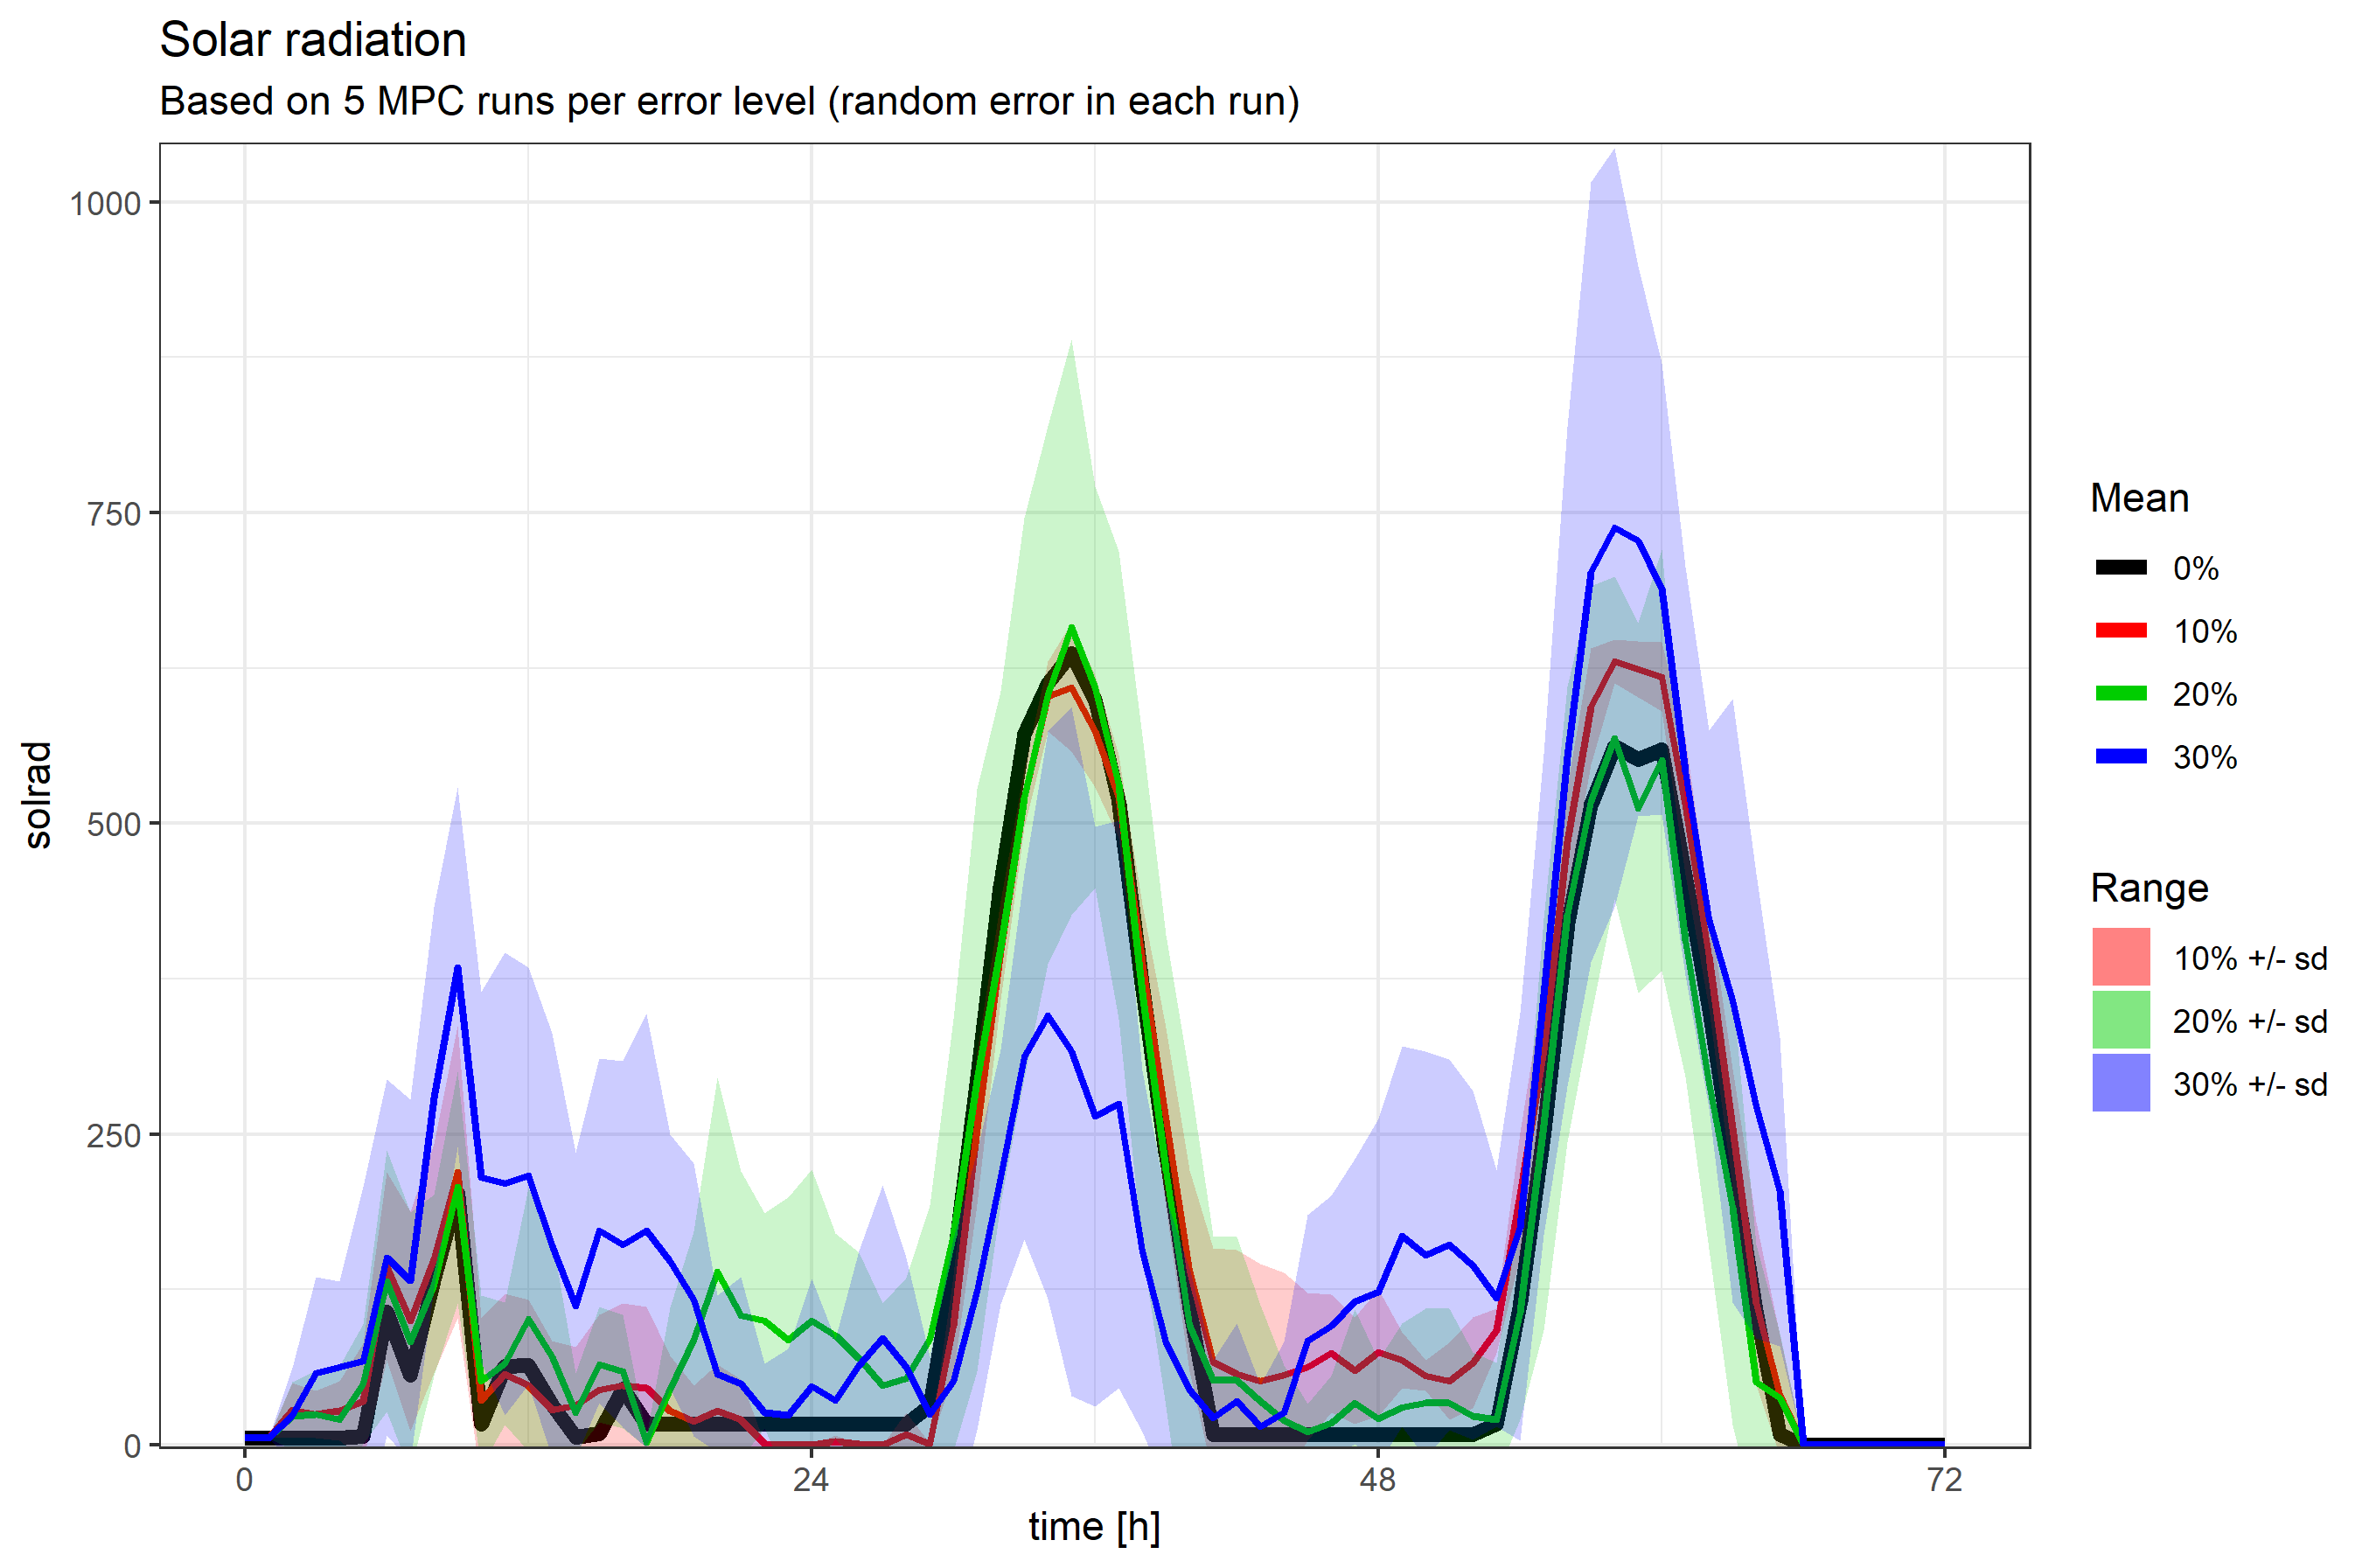 Solar radiation
Based on 5 MPC runs per error level (random error in each run)
solrad
1000
750
500
250
0
0
24
48
72
time [h]
Mean
0%
10%
20%
30%
Range
10% +/- sd
20% +/- sd
30% +/- sd